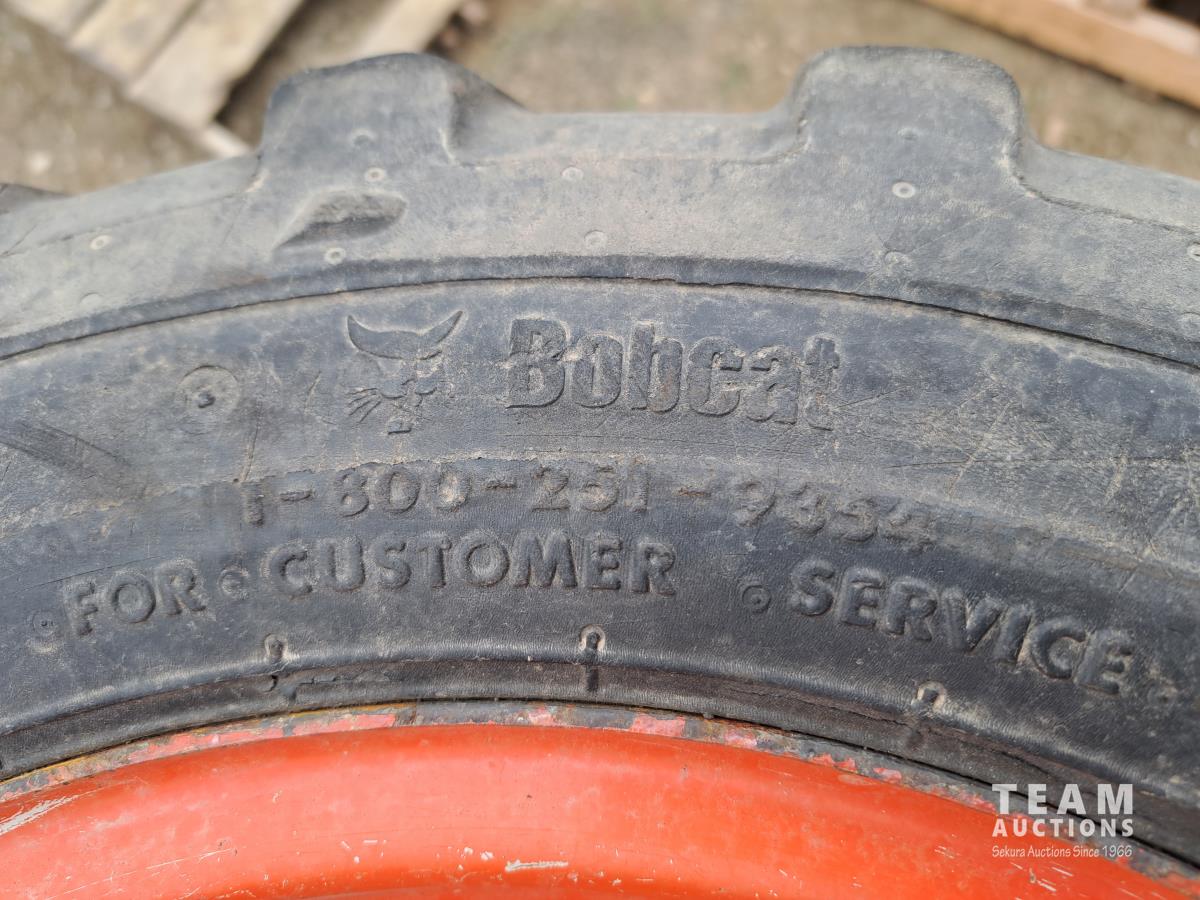 Bobcat
1-800-251-9354
FOR CUSTOMER SERVICE
TEAM
AUCTIONS
Sekura Auctions Since 1966